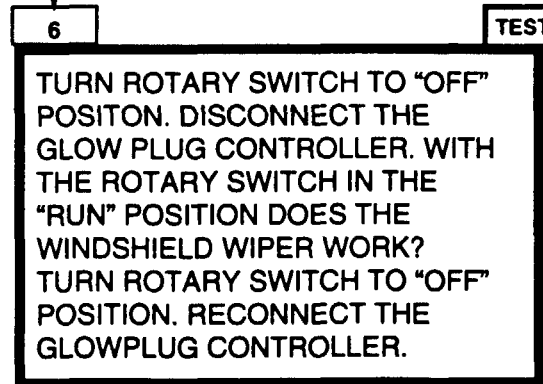 6
TEST
TURN ROTARY SWITCH TO “OFF”
POSITON. DISCONNECT THE
GLOW PLUG CONTROLLER. WITH
THE ROTARY SWITCH IN THE
“RUN” POSITION DOES THE
WINDSHIELD WIPER WORK?
TURN ROTARY SWITCH TO “OFF”
POSITION. RECONNECT THE
GLOWPLUG CONTROLLER.